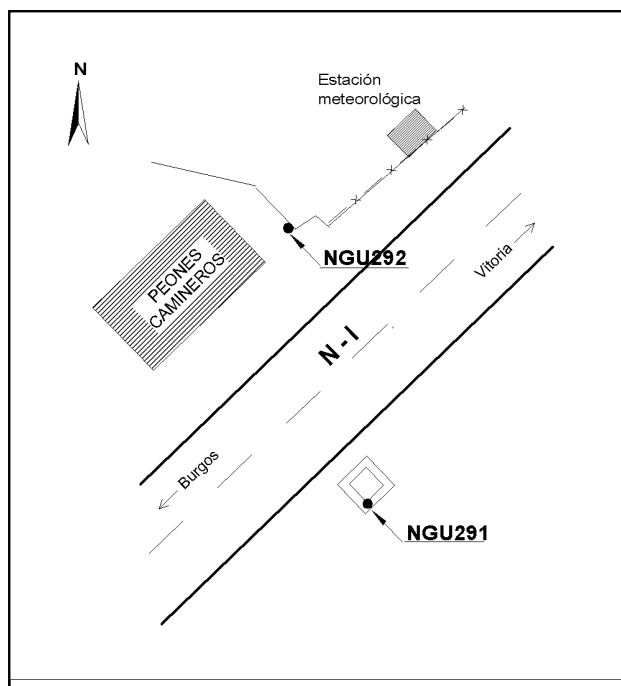 N
Estación
meteorológica
NGU292
PEONES
CAMINEROS
Vitoria
N - I
Burgos
NGU291